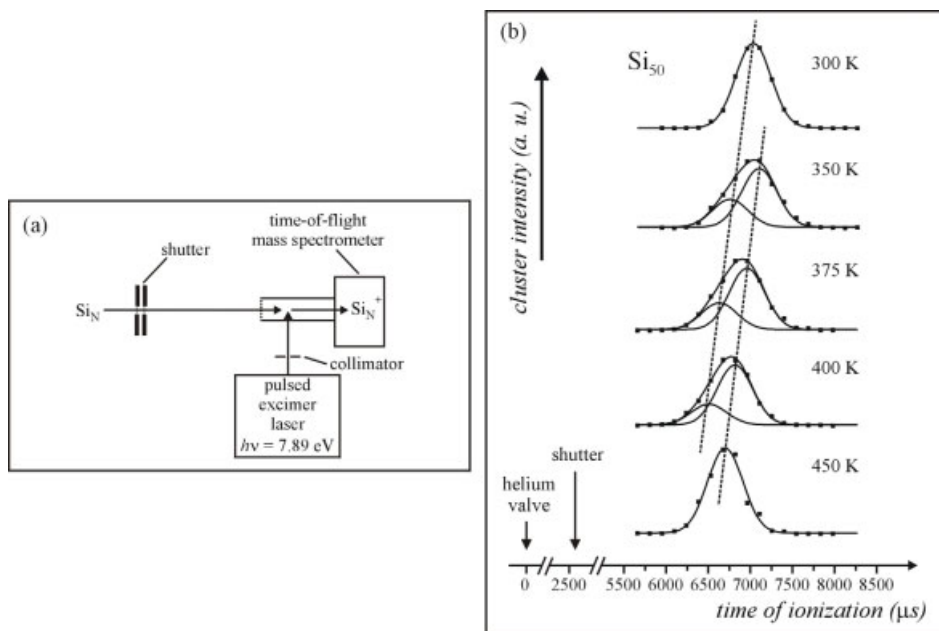 (a)
shutter
time-of-flight
mass spectrometer
Si_N
Si_N^+
collimator
pulsed
excimer
laser
hν = 7.89 eV
(b)
cluster intensity (a. u.)
Si_50
300 K
350 K
375 K
400 K
450 K
helium
valve
shutter
0 2500 5500 6000 6500 7000 7500 8000 8500
time of ionization (μs)